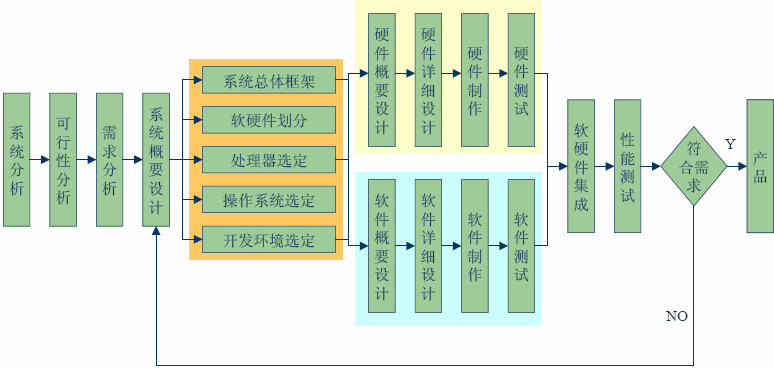 系统分析
可行性分析
需求分析
系统概要设计
系统总体框架
软硬件划分
处理器选定
操作系统选定
开发环境选定
硬件概要设计
硬件详细设计
硬件制作
硬件测试
软件概要设计
软件详细设计
软件制作
软件测试
软硬件集成
性能测试
符合需求
Y
产品
NO